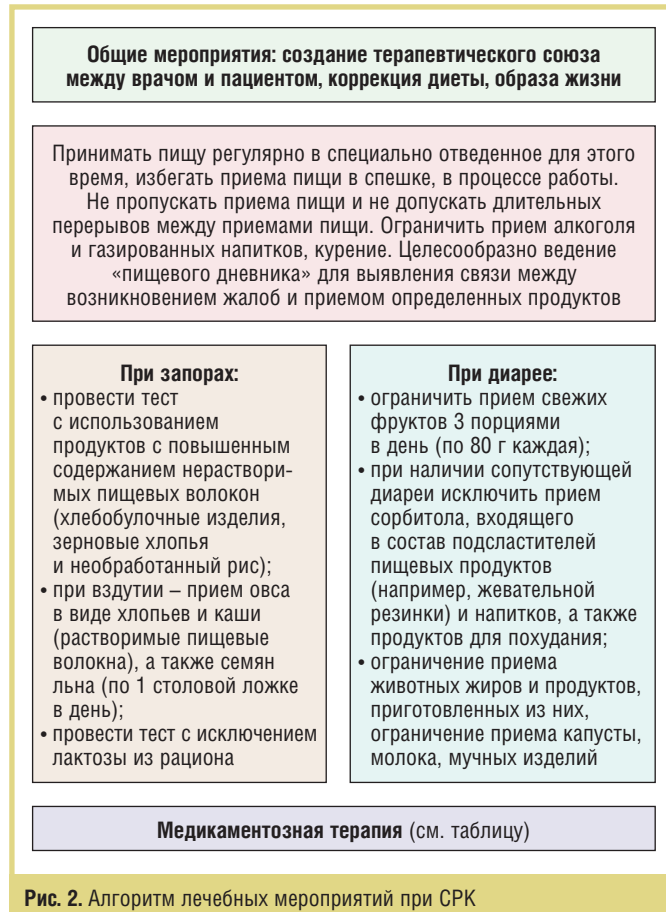 Общие мероприятия: создание терапевтического союза
между врачом и пациентом, коррекция диеты, образа жизни
Принимать пищу регулярно в специально отведенное для этого
время, избегать приема пищи в спешке, в процессе работы.
Не пропускать приема пищи и не допускать длительных
перерывов между приемами пищи. Ограничить прием алкоголя
и газированных напитков, курение. Целесообразно ведение
«пищевого дневника» для выявления связи между
возникновением жалоб и приемом определенных продуктов
При запорах:
• провести тест
с использованием
продуктов с повышенным
содержанием нераствори-
мых пищевых волокон
(хлебобулочные изделия,
зерновые хлопья
и необработанный рис);
• при вздутии – прием овса
в виде хлопьев и каши
(растворимые пищевые
волокна), а также семян
льна (по 1 столовой ложке
в день);
• провести тест с исключением
лактозы из рациона
При диарее:
• ограничить прием свежих
фруктов 3 порциями
в день (по 80 г каждая);
• при наличии сопутствующей
диареи исключить прием
сорбитола, входящего
в состав подсластителей
пищевых продуктов
(например, жевательной
резинки) и напитков, а также
продуктов для похудания;
• ограничение приема
животных жиров и продуктов,
приготовленных из них,
ограничение приема капусты,
молока, мучных изделий
Медикаментозная терапия (см. таблицу)
Рис. 2. Алгоритм лечебных мероприятий при СРК